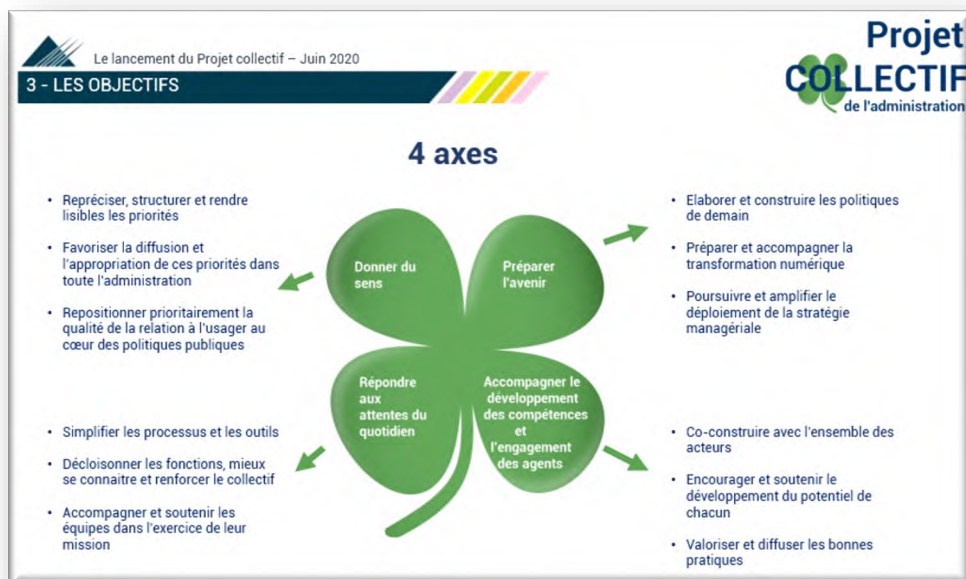 Le lancement du Projet collectif – Juin 2020
3 - LES OBJECTIFS
Projet
COLLECTIF
de l'administration
4 axes
• Repréciser, structurer et rendre
lisibles les priorités
• Favoriser la diffusion et
l'appropriation de ces priorités dans
toute l'administration
• Repositionner prioritairement la
qualité de la relation à l'usager au
cœur des politiques publiques
Donner du
sens
Préparer
l'avenir
• Elaborer et construire les politiques
de demain
• Préparer et accompagner la
transformation numérique
• Poursuivre et amplifier le
déploiement de la stratégie
managériale
• Simplifier les processus et les outils
• Décloisonner les fonctions, mieux
se connaitre et renforcer le collectif
• Accompagner et soutenir les
équipes dans l'exercice de leur
mission
Répondre
aux
attentes du
quotidien
Accompagner le
développement
des compétences
et
l'engagement
des agents
• Co-construire avec l'ensemble des
acteurs
• Encourager et soutenir le
développement du potentiel de
chacun
• Valoriser et diffuser les bonnes
pratiques